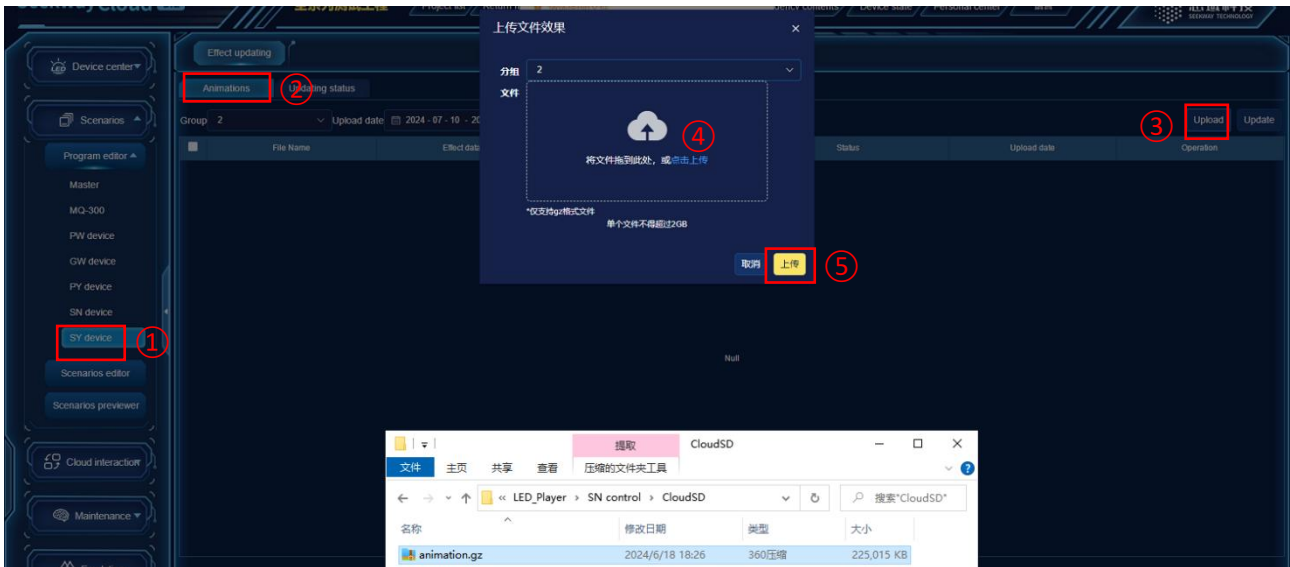 SEEKWAY TECHNOLOGY
上传文件效果
×
Effect updating
Device center
分组 2
Animations
②
Updating status
文件
Scenarios
Group 2
Upload date 2024 - 07 - 10 - 20
④
③
Upload
Update
File Name
Effect data
将文件拖到此处，或点击上传
Status
Upload date
Operation
Program editor
Master
MQ-300
*仅支持gz格式文件
单个文件不得超过2GB
PW device
GW device
取消
上传
⑤
PY device
SN device
SY device
①
Null
Scenarios editor
Scenarios previewer
提取
CloudSD
文件
主页
共享
查看
压缩的文件夹工具
Cloud interaction
« LED_Player › SN control › CloudSD
搜索"CloudSD"
Maintenance
名称
修改日期
类型
大小
animation.gz
2024/6/18 18:26
360压缩
225,015 KB